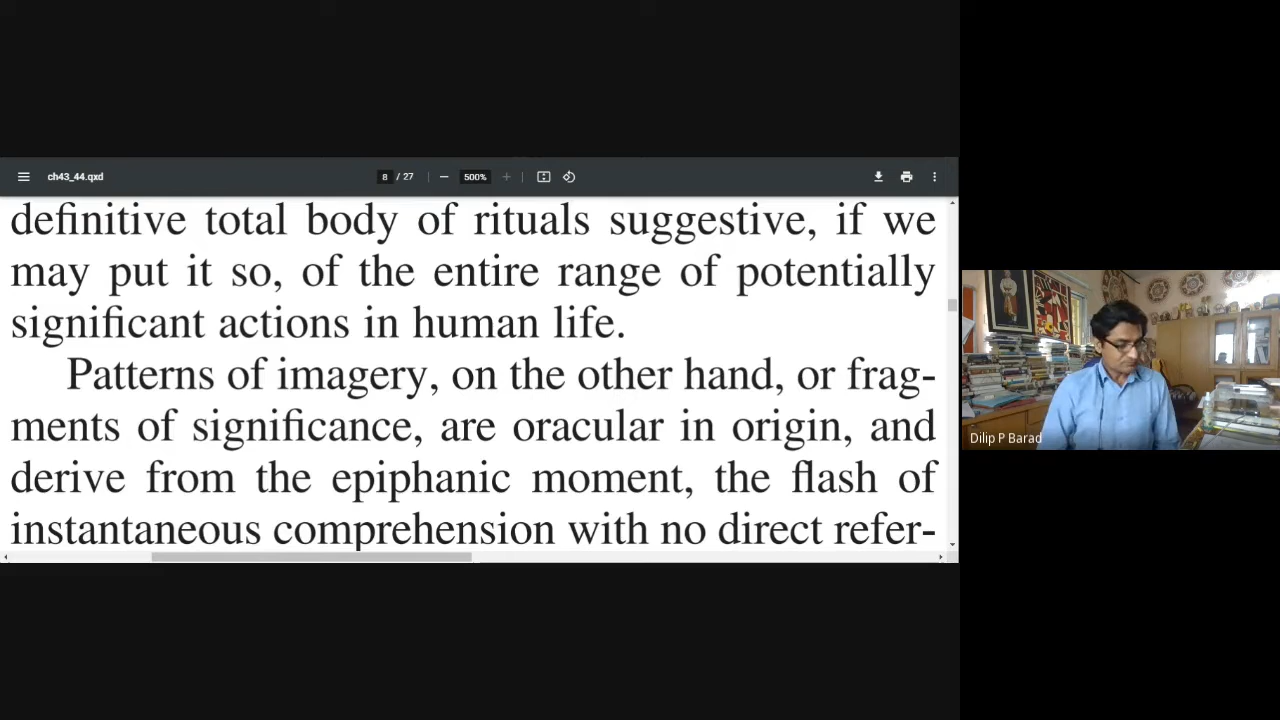 ch43_44.qxd
8 / 27
500%
definitive total body of rituals suggestive, if we
may put it so, of the entire range of potentially
significant actions in human life.
Patterns of imagery, on the other hand, or frag-
ments of significance, are oracular in origin, and
derive from the epiphanic moment, the flash of
instantaneous comprehension with no direct refer-
Dilip P Barad